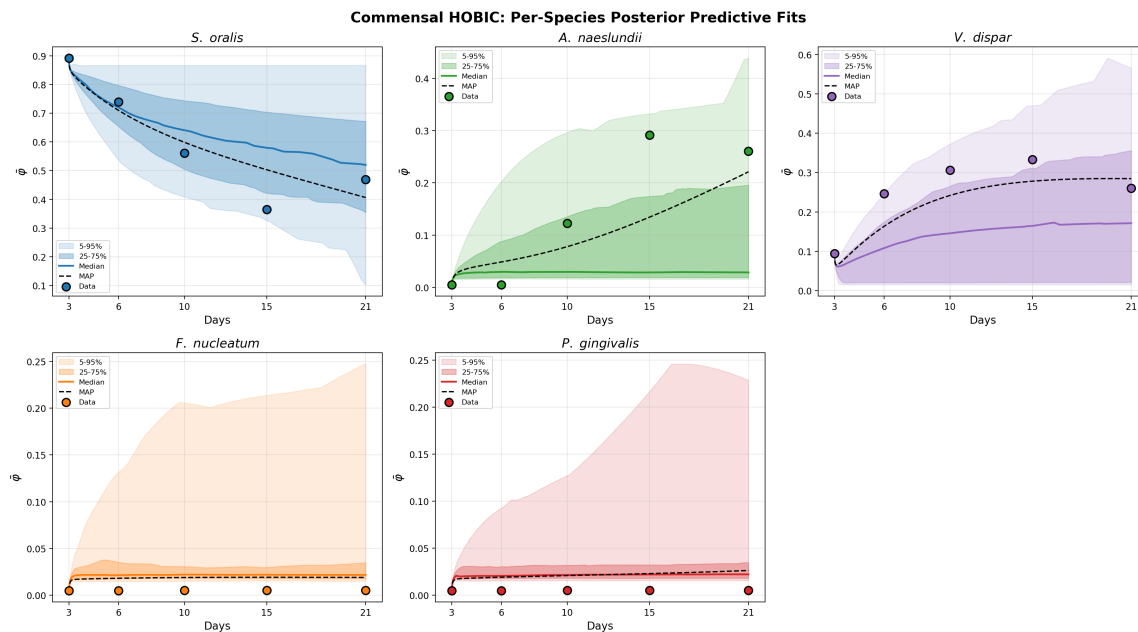 Commensal HOBIC: Per-Species Posterior Predictive Fits
S. oralis
0.9
0.8
0.7
0.6
0.5
0.4
0.3
0.2
0.1
φ̄
5-95%
25-75%
Median
MAP
Data
3
6
10
15
21
Days
A. naeslundii
0.4
0.3
0.2
0.1
0.0
φ̄
5-95%
25-75%
Median
MAP
Data
3
6
10
15
21
Days
V. dispar
0.6
0.5
0.4
0.3
0.2
0.1
0.0
φ̄
5-95%
25-75%
Median
MAP
Data
3
6
10
15
21
Days
F. nucleatum
0.25
0.20
0.15
0.10
0.05
0.00
φ̄
5-95%
25-75%
Median
MAP
Data
3
6
10
15
21
Days
P. gingivalis
0.25
0.20
0.15
0.10
0.05
0.00
φ̄
5-95%
25-75%
Median
MAP
Data
3
6
10
15
21
Days